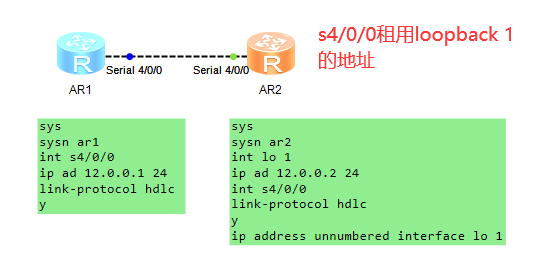 s4/0/0租用loopback 1
的地址
R
R
Serial 4/0/0
Serial 4/0/0
AR1
AR2
sys
sysn ar1
int s4/0/0
ip ad 12.0.0.1 24
link-protocol hdlc
y
sys
sysn ar2
int lo 1
ip ad 12.0.0.2 24
int s4/0/0
link-protocol hdlc
y
ip address unnumbered interface lo 1